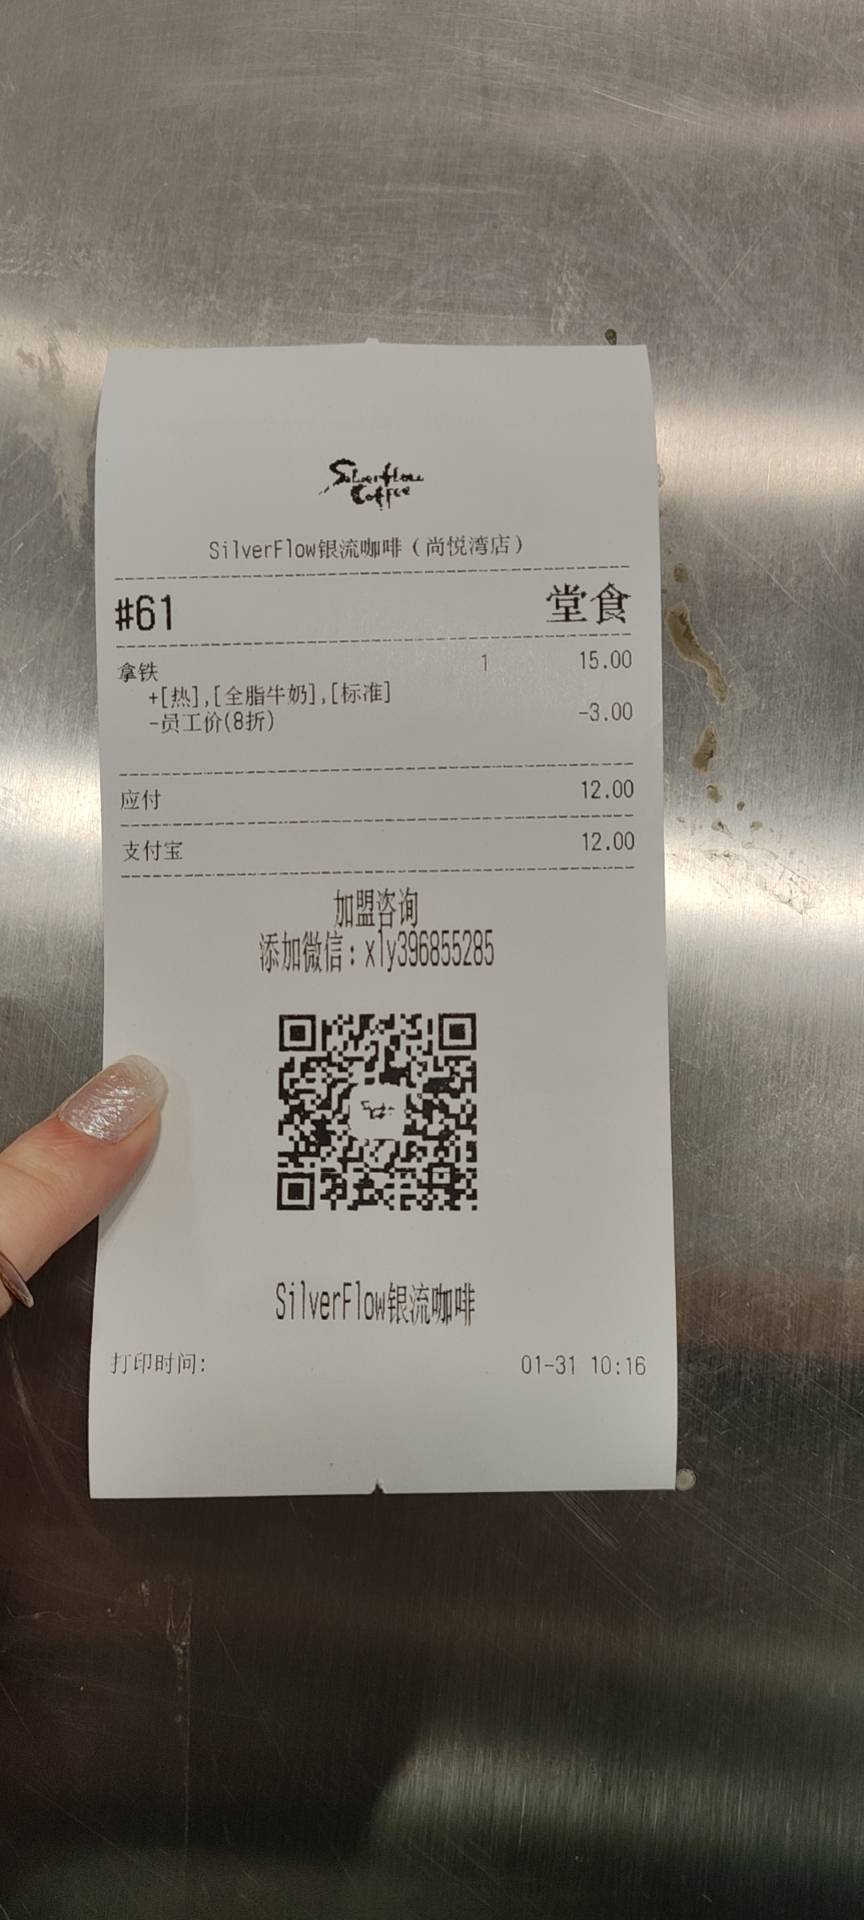 Silverflow
Coffee
SilverFlow银流咖啡（尚悦湾店）
#61 堂食
拿铁 1 15.00
+[热],[全脂牛奶],[标准]
-员工价(8折) -3.00
应付 12.00
支付宝 12.00
加盟咨询
添加微信：xly396855285
SilverFlow银流咖啡
打印时间: 01-31 10:16